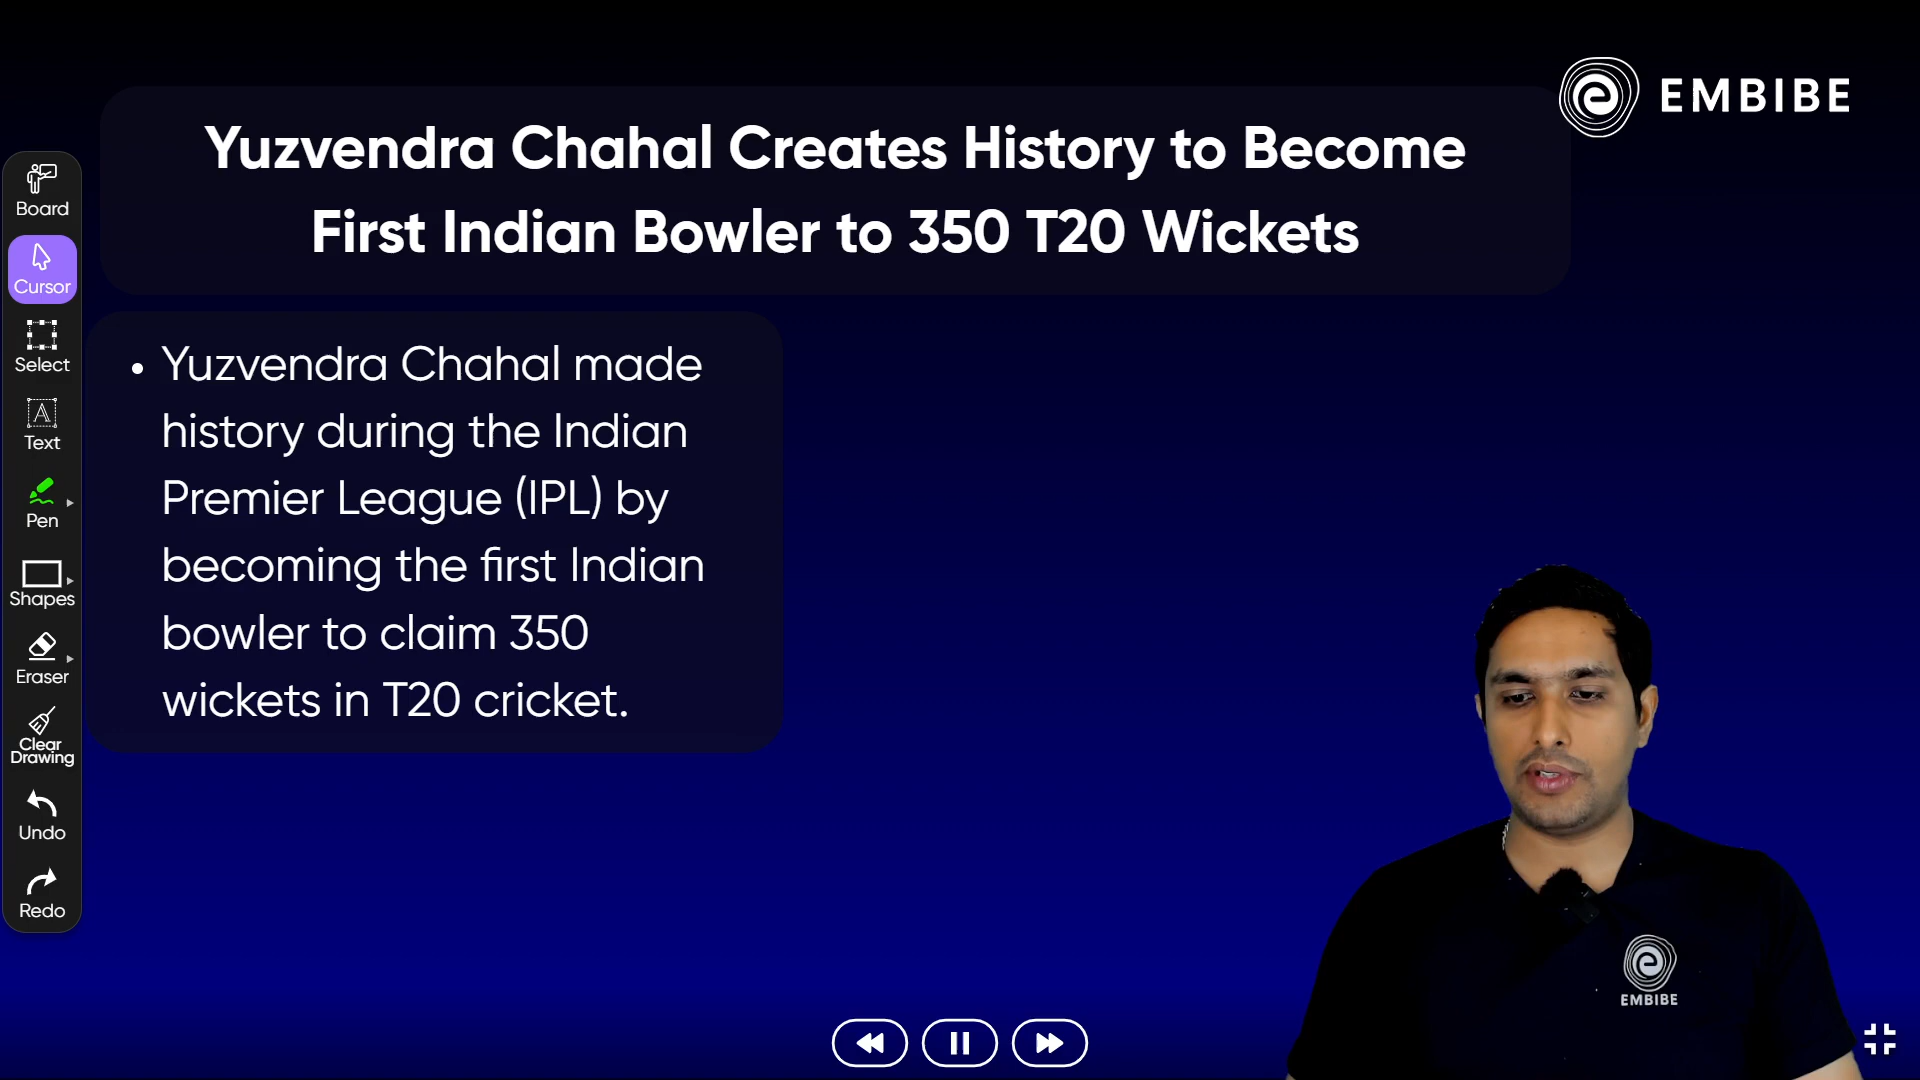 EMBIBE
Yuzvendra Chahal Creates History to Become
First Indian Bowler to 350 T20 Wickets
Board
Cursor
Select
Text
Pen
Shapes
Eraser
Clear
Drawing
Undo
Redo
• Yuzvendra Chahal made
history during the Indian
Premier League (IPL) by
becoming the first Indian
bowler to claim 350
wickets in T20 cricket.
EMBIBE